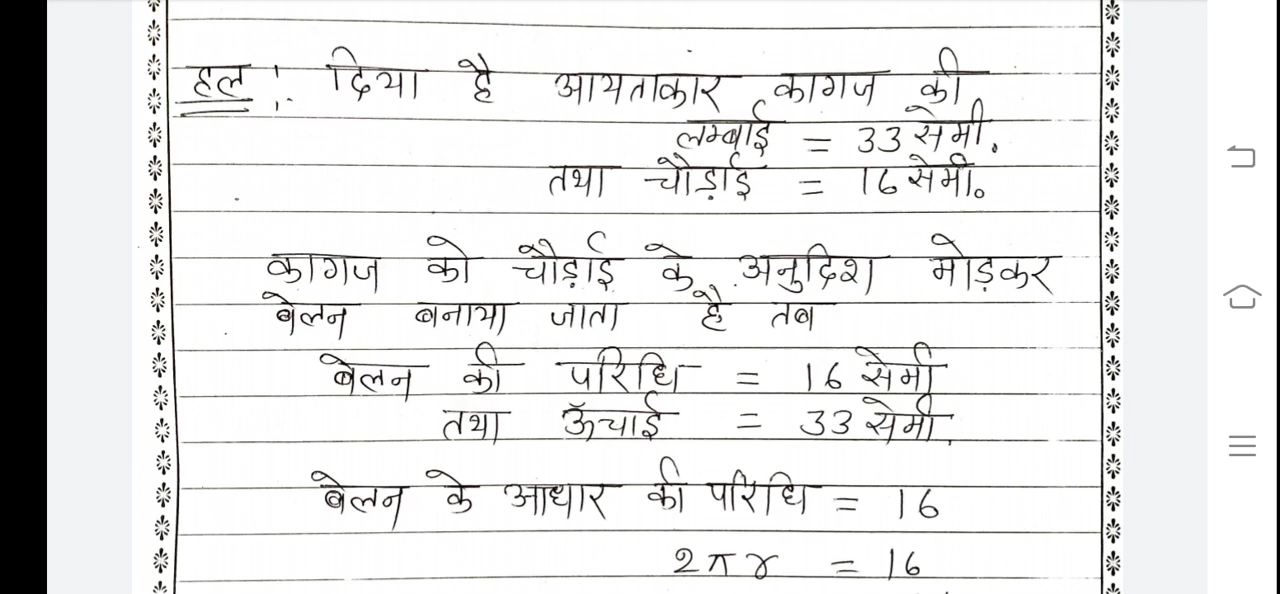 हल :. दिया है आयताकार कागज की
लम्बाई = 33 सेमी.
तथा चौड़ाई = 16 सेमी.
कागज को चौड़ाई के अनुदिश मोड़कर
बेलन बनाया जाता है तब
बेलन की परिधि = 16 सेमी
तथा ऊँचाई = 33 सेमी.
बेलन के आधार की परिधि = 16
2πr = 16